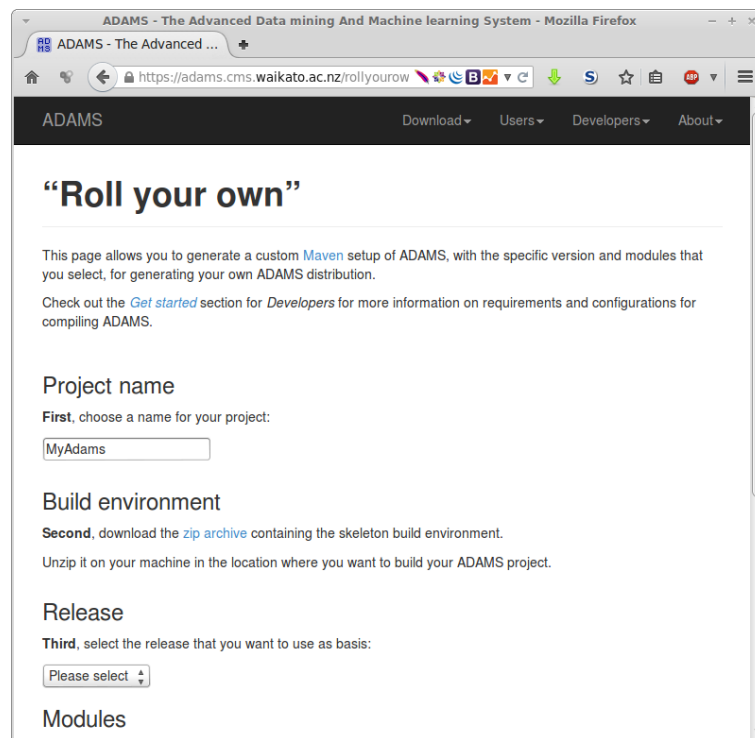 ADAMS - The Advanced Data mining And Machine learning System - Mozilla Firefox
AD
MS
ADAMS - The Advanced ...
https://adams.cms.waikato.ac.nz/rollyourow
B
S)
ABP
ADAMS
Download
Users
Developers
About
“Roll your own”
This page allows you to generate a custom Maven setup of ADAMS, with the specific version and modules that
you select, for generating your own ADAMS distribution.
Check out the Get started section for Developers for more information on requirements and configurations for
compiling ADAMS.
Project name
First, choose a name for your project:
MyAdams
Build environment
Second, download the zip archive containing the skeleton build environment.
Unzip it on your machine in the location where you want to build your ADAMS project.
Release
Third, select the release that you want to use as basis:
Please select
Modules